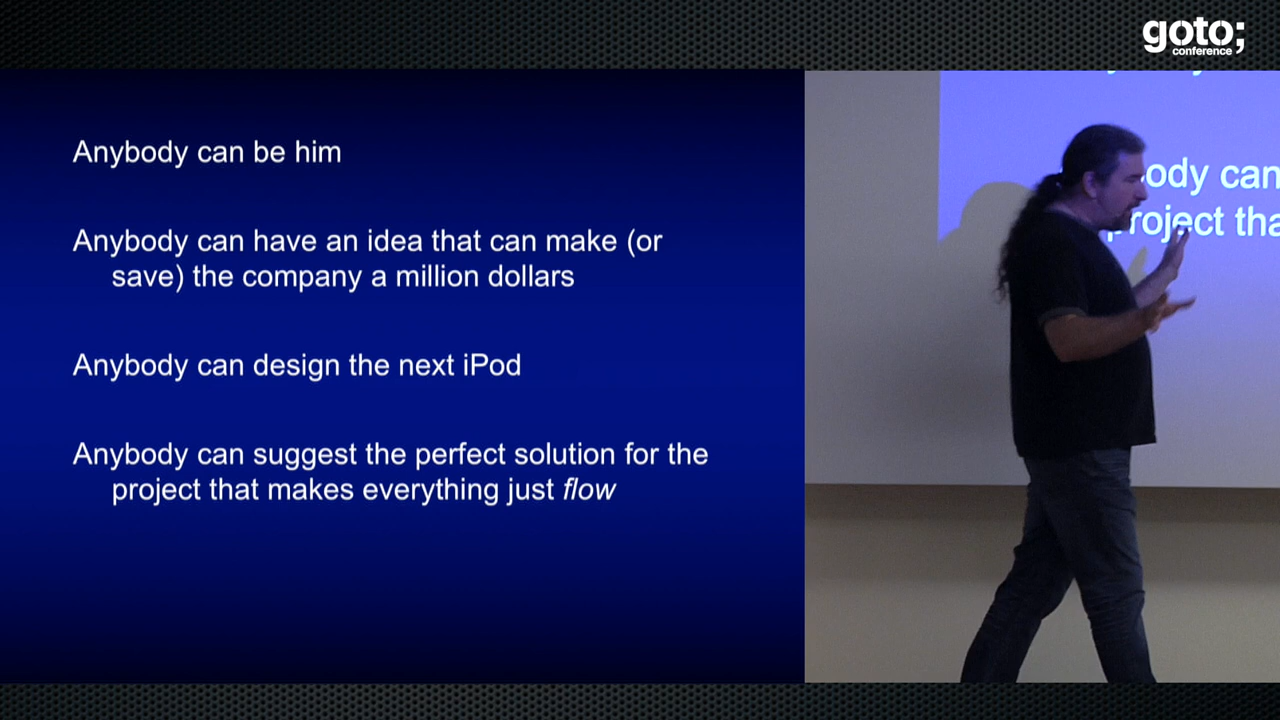 goto;
conference
Anybody can be him
Anybody can have an idea that can make (or
save) the company a million dollars
Anybody can design the next iPod
Anybody can suggest the perfect solution for the
project that makes everything just flow
ody can
project tha